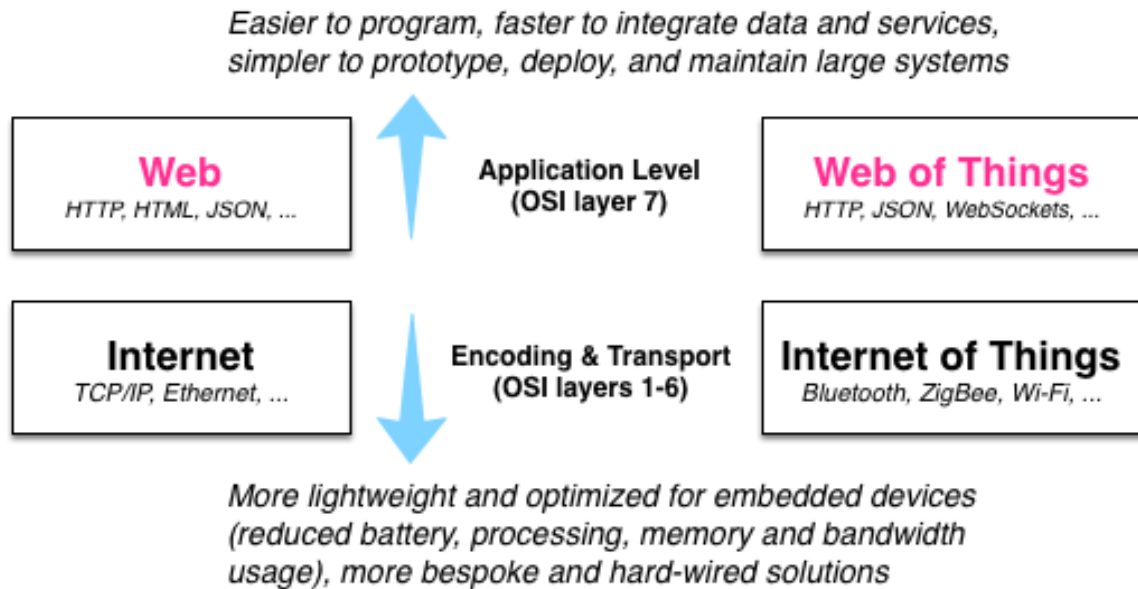 Easier to program, faster to integrate data and services,
simpler to prototype, deploy, and maintain large systems
Web
HTTP, HTML, JSON, ...
Application Level
(OSI layer 7)
Web of Things
HTTP, JSON, WebSockets, ...
Internet
TCP/IP, Ethernet, ...
Encoding & Transport
(OSI layers 1-6)
Internet of Things
Bluetooth, ZigBee, Wi-Fi, ...
More lightweight and optimized for embedded devices
(reduced battery, processing, memory and bandwidth
usage), more bespoke and hard-wired solutions